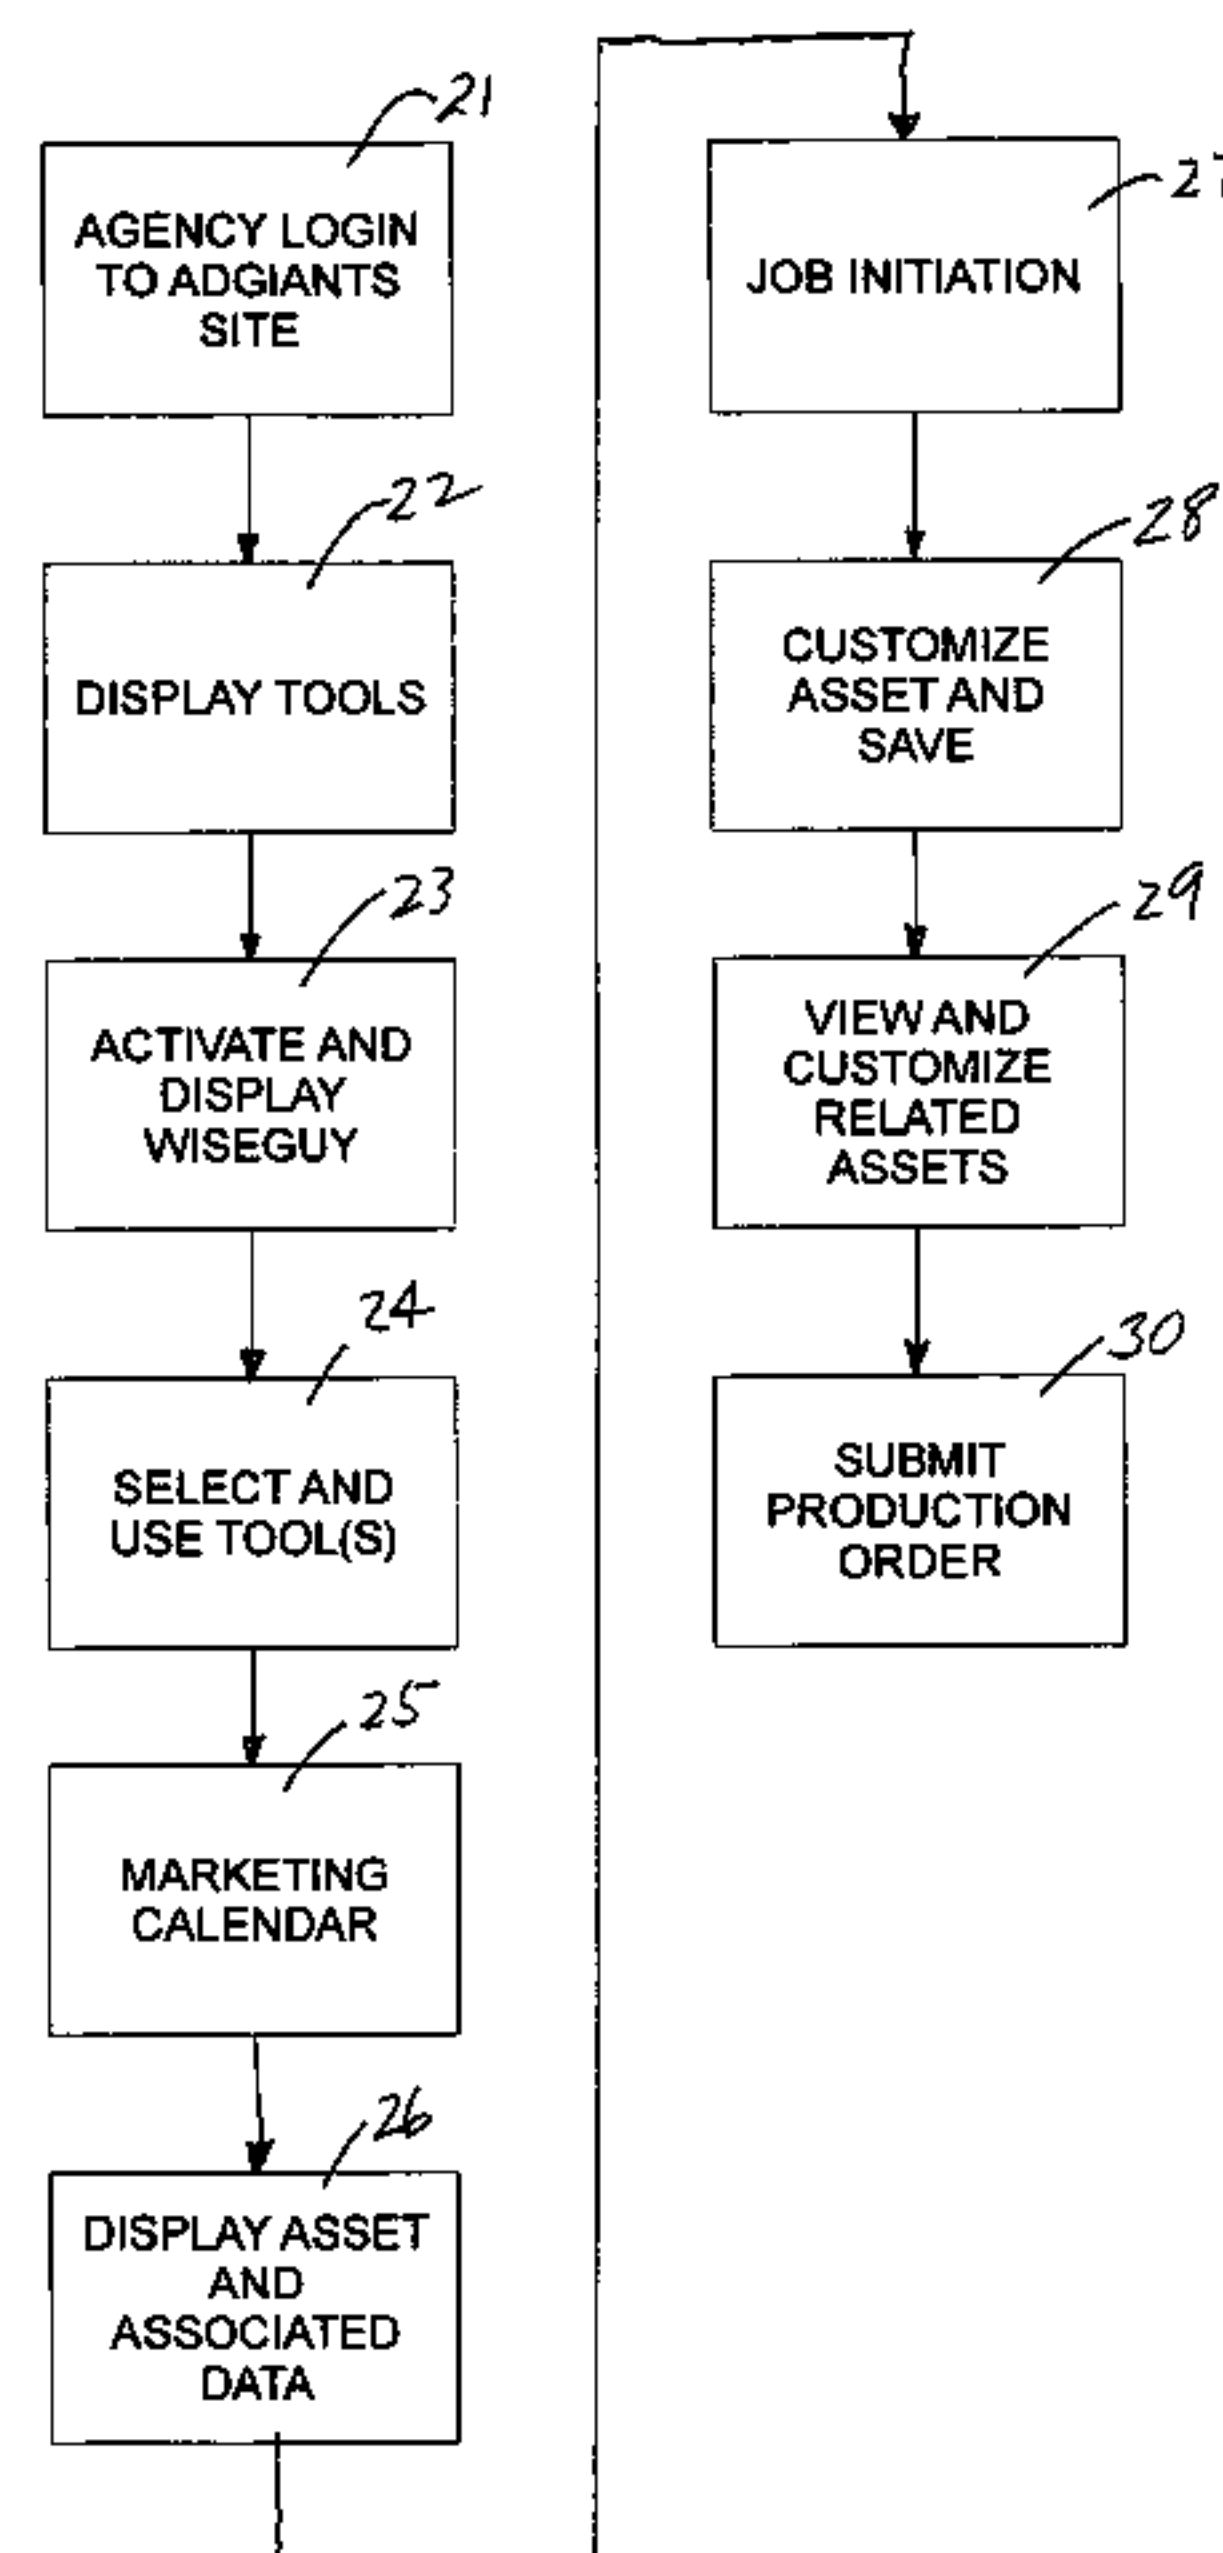 21
AGENCY LOGIN
TO ADGIANTS
SITE
22
DISPLAY TOOLS
23
ACTIVATE AND
DISPLAY
WISEGUY
24
SELECT AND
USE TOOL(S)
25
MARKETING
CALENDAR
26
DISPLAY ASSET
AND
ASSOCIATED
DATA
27
JOB INITIATION
28
CUSTOMIZE
ASSET AND
SAVE
29
VIEW AND
CUSTOMIZE
RELATED
ASSETS
30
SUBMIT
PRODUCTION
ORDER